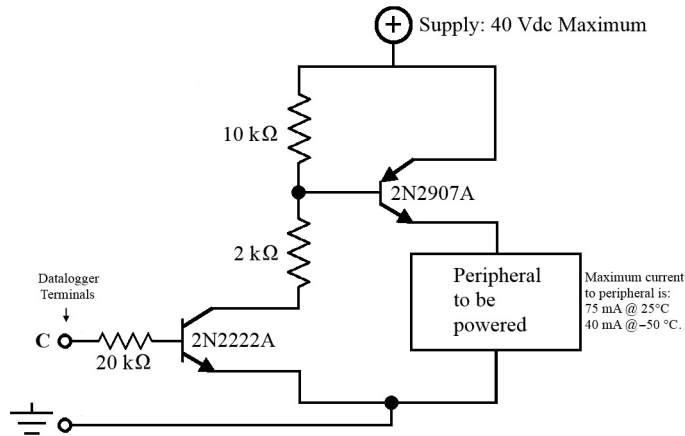 Supply: 40 Vdc Maximum
10 kΩ
2N2907A
2 kΩ
Datalogger
Terminals
C
20 kΩ
2N2222A
Peripheral
to be
powered
Maximum current
to peripheral is:
75 mA @ 25°C
40 mA @ –50 °C.